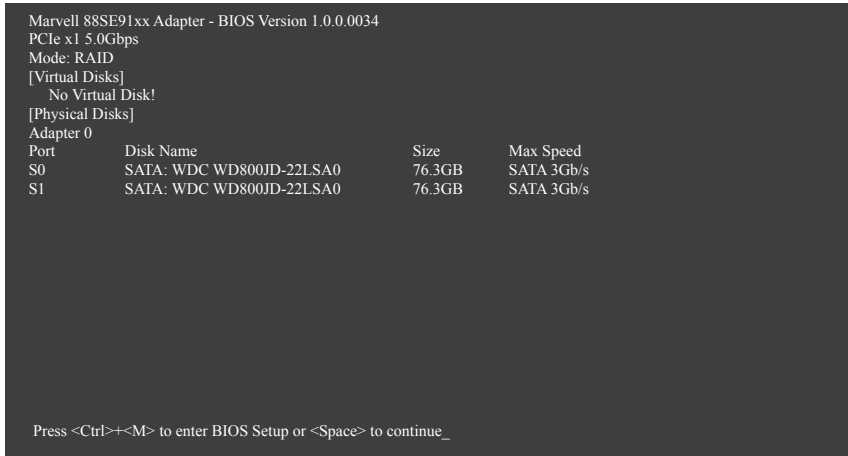 Marvell 88SE91xx Adapter - BIOS Version 1.0.0.0034
PCIe x1 5.0Gbps
Mode: RAID
[Virtual Disks]
No Virtual Disk!
[Physical Disks]
Adapter 0
Port Disk Name Size Max Speed
S0 SATA: WDC WD800JD-22LSA0 76.3GB SATA 3Gb/s
S1 SATA: WDC WD800JD-22LSA0 76.3GB SATA 3Gb/s
Press <Ctrl>+<M> to enter BIOS Setup or <Space> to continue_